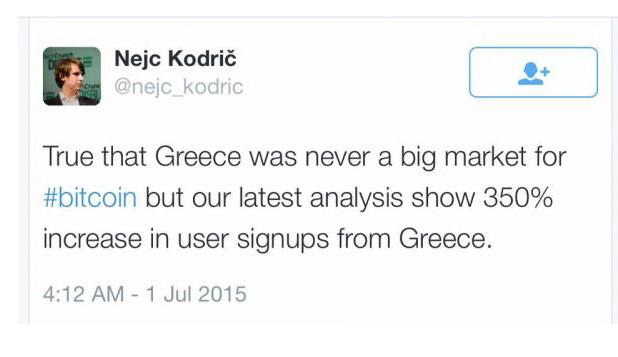 Nejc Kodrič
@nejc_kodric
True that Greece was never a big market for
#bitcoin but our latest analysis show 350%
increase in user signups from Greece.
4:12 AM - 1 Jul 2015